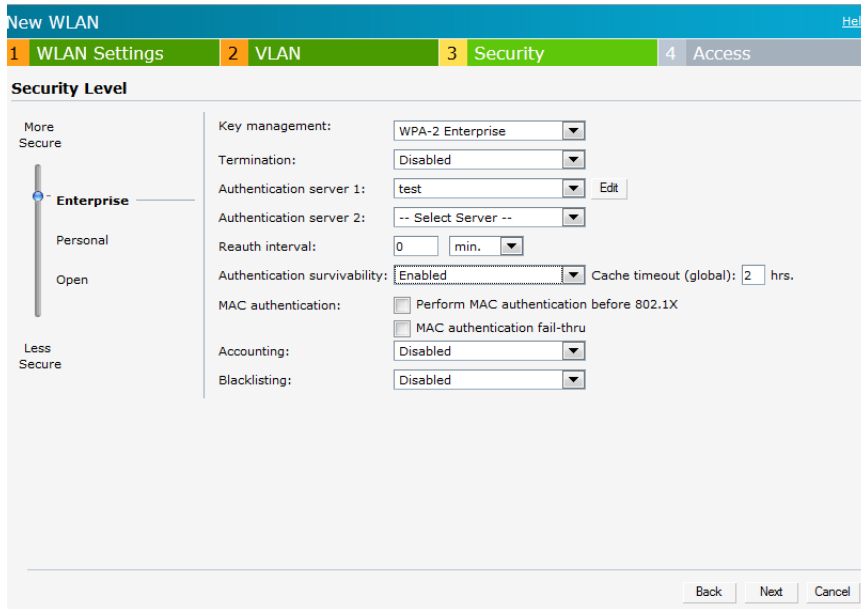 New WLAN
Hel
1 WLAN Settings 2 VLAN 3 Security 4 Access
Security Level
More
Secure
Enterprise
Personal
Open
Less
Secure
Key management: WPA-2 Enterprise
Termination: Disabled
Authentication server 1: test Edit
Authentication server 2: -- Select Server --
Reauth interval: 0 min.
Authentication survivability: Enabled Cache timeout (global): 2 hrs.
MAC authentication: Perform MAC authentication before 802.1X
MAC authentication fail-thru
Accounting: Disabled
Blacklisting: Disabled
Back Next Cancel